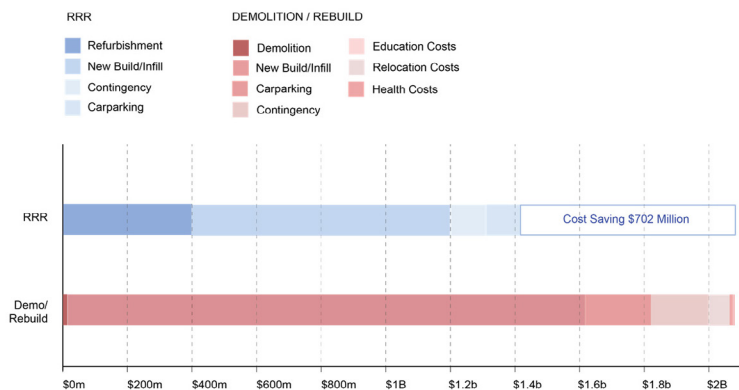 RRR
DEMOLITION / REBUILD
Refurbishment
New Build/Infill
Contingency
Carparking
Demolition
New Build/Infill
Carparking
Contingency
Education Costs
Relocation Costs
Health Costs
RRR
Cost Saving $702 Million
Demo/
Rebuild
$0m $200m $400m $600m $800m $1B $1.2b $1.4b $1.6b $1.8b $2B